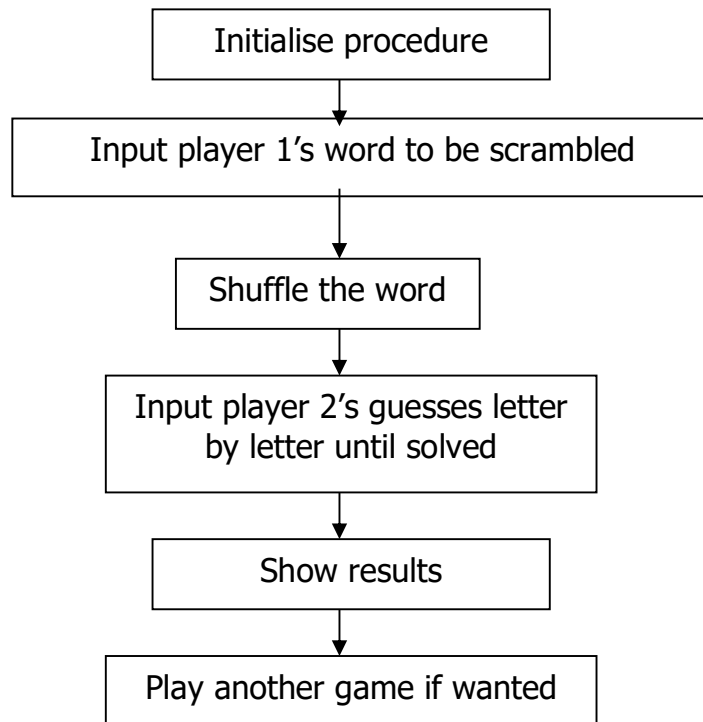 Initialise procedure
Input player 1’s word to be scrambled
Shuffle the word
Input player 2’s guesses letter
by letter until solved
Show results
Play another game if wanted